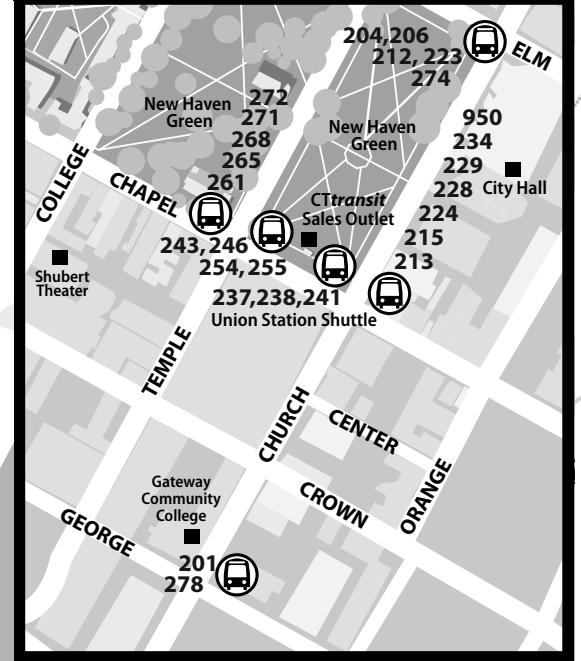 204,206
212, 223
274
ELM
New Haven
Green
272
271
268
265
261
New Haven
Green
950
234
229
228
224
215
213
City Hall
COLLEGE
CHAPEL
CTtransit
Sales Outlet
243, 246
254, 255
237,238,241
Union Station Shuttle
Shubert
Theater
TEMPLE
CHURCH
CENTER
CROWN
ORANGE
Gateway
Community
College
GEORGE
201
278